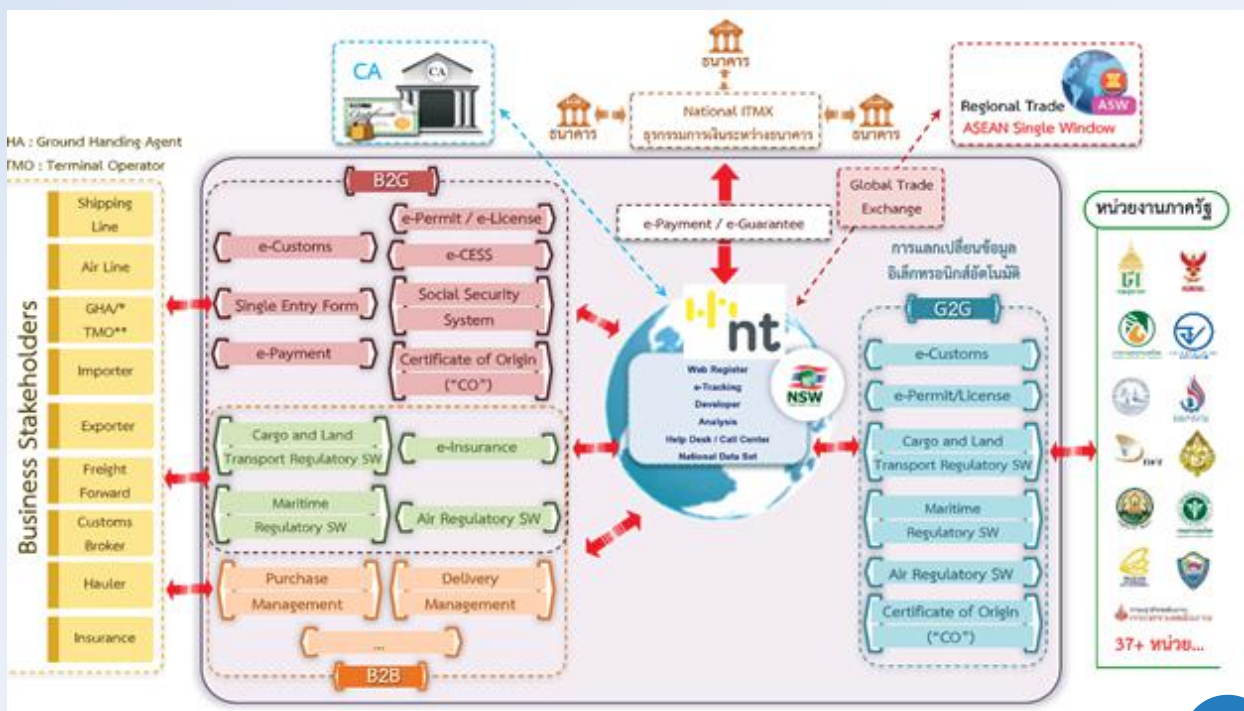 CA
CA
ธนาคาร
ธนาคาร
National ITMX
ธุรกรรมการเงินระหว่างธนาคาร
ธนาคาร
Regional Trade
ASW
ASEAN Single Window
HA : Ground Handing Agent
TMO : Terminal Operator
Business Stakeholders
Shipping
Line
Air Line
GHA/*
TMO**
Importer
Exporter
Freight
Forward
Customs
Broker
Hauler
Insurance
B2G
e-Customs
Single Entry Form
e-Payment
e-Permit / e-License
e-CESS
Social Security
System
Certificate of Origin
("CO")
Cargo and Land
Transport Regulatory SW
e-Insurance
Maritime
Regulatory SW
Air Regulatory SW
Purchase
Management
Delivery
Management
...
B2B
e-Payment / e-Guarantee
Global Trade
Exchange
nt
Web Register
e-Tracking
Developer
Analysis
Help Desk / Call Center
National Data Set
NSW
การแลกเปลี่ยนข้อมูล
อิเล็กทรอนิกส์อัตโนมัติ
G2G
e-Customs
e-Permit/License
Cargo and Land
Transport Regulatory SW
Maritime
Regulatory SW
Air Regulatory SW
Certificate of Origin
("CO")
หน่วยงานภาครัฐ
37+ หน่วย...